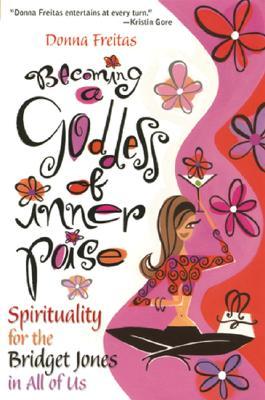 "Donna Freitas entertains at every turn."—
Kristin Gore
Donna Freitas
Becoming
a
Goddess
of
inner
Poise
Spirituality
for the
Bridget Jones
in All of Us